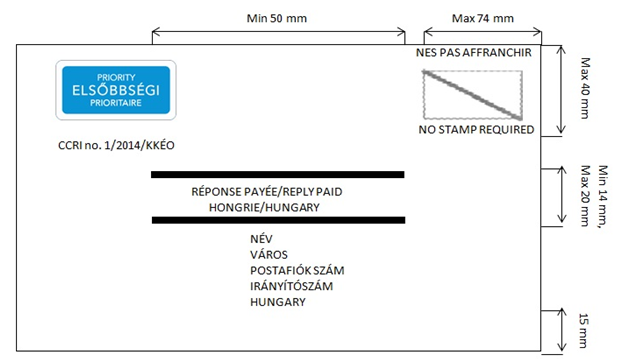 Min 50 mm
Max 74 mm
NES PAS AFFRANCHIR
PRIORITY
ELSŐBBSÉGI
PRIORITAIRE
Max 40 mm
NO STAMP REQUIRED
CCRI no. 1/2014/KKÉO
Min 14 mm,
Max 20 mm
RÉPONSE PAYÉE/REPLY PAID
HONGRIE/HUNGARY
NÉV
VÁROS
POSTAFIÓK SZÁM
IRÁNYÍTÓSZÁM
HUNGARY
15 mm